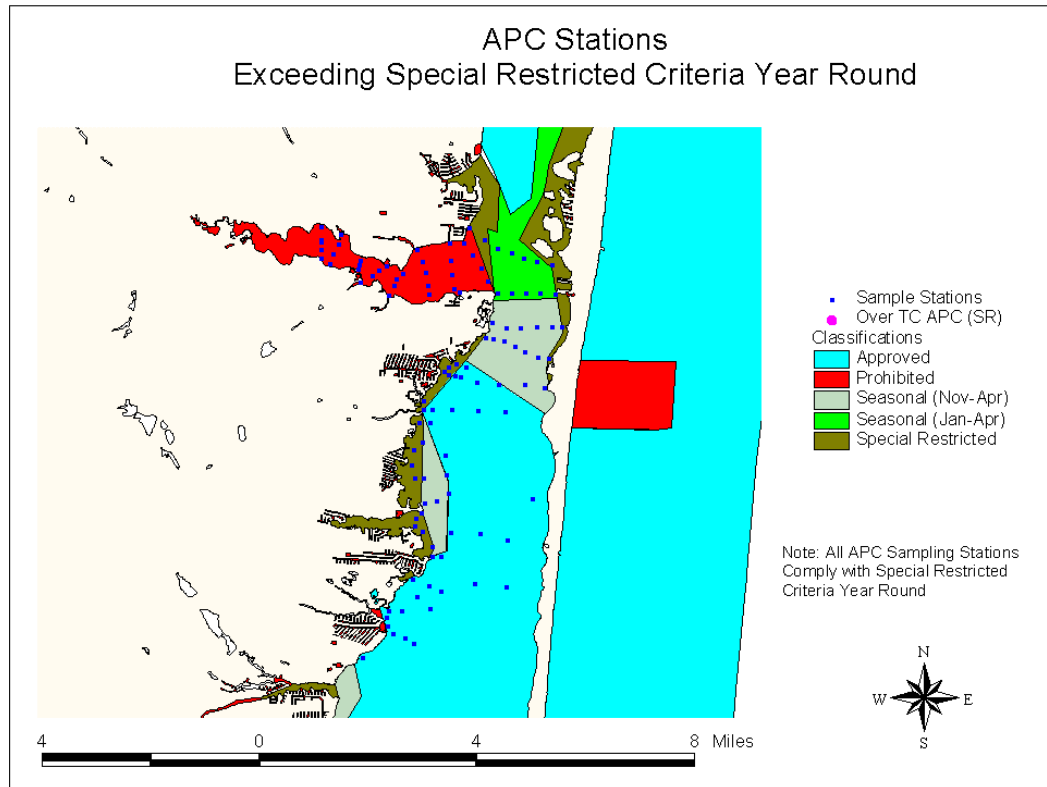 APC Stations
Exceeding Special Restricted Criteria Year Round
Sample Stations
Over TC APC (SR)
Classifications
Approved
Prohibited
Seasonal (Nov-Apr)
Seasonal (Jan-Apr)
Special Restricted
Note: All APC Sampling Stations
Comply with Special Restricted
Criteria Year Round
N
W E
S
4 0 4 8 Miles